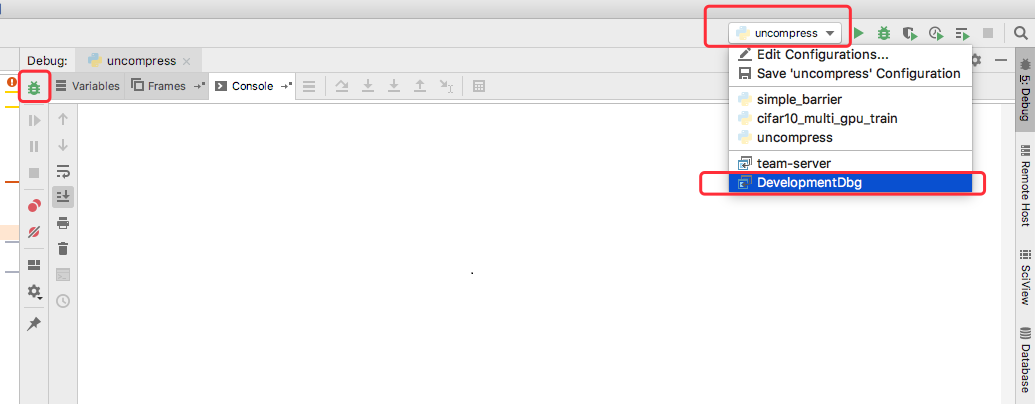 uncompress
Debug:
uncompress
Variables
Frames
Console
Edit Configurations...
Save 'uncompress' Configuration
simple_barrier
cifar10_multi_gpu_train
uncompress
team-server
DevelopmentDbg
5: Debug
Remote Host
SciView
Database